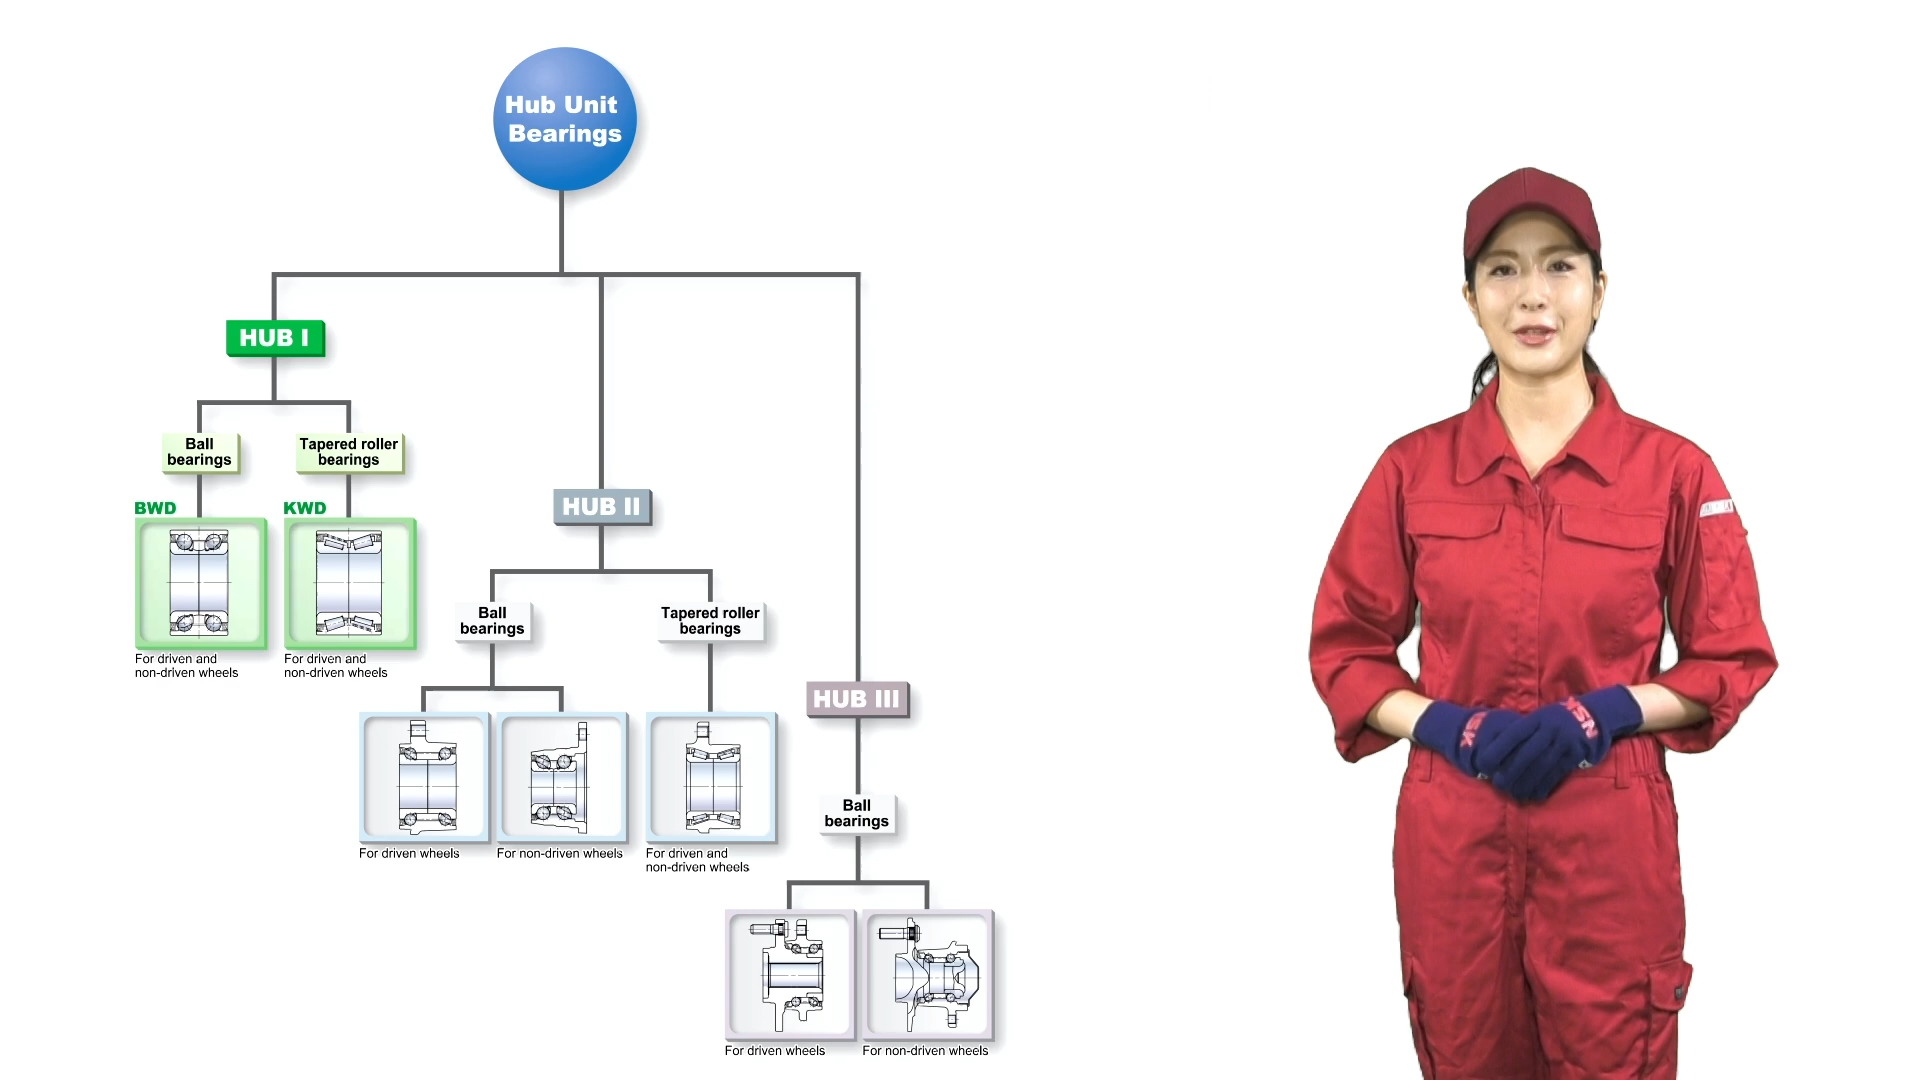 Hub Unit
Bearings
HUB I
Ball
bearings
Tapered roller
bearings
BWD
KWD
For driven and
non-driven wheels
For driven and
non-driven wheels
HUB II
Ball
bearings
Tapered roller
bearings
For driven wheels
For non-driven wheels
For driven and
non-driven wheels
HUB III
Ball
bearings
For driven wheels
For non-driven wheels
NSK
NSK